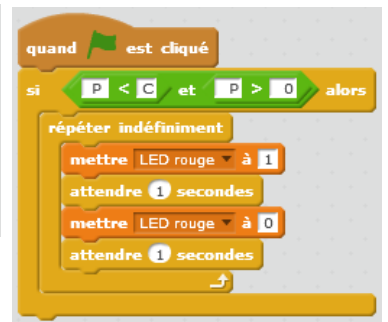 quand est cliqué
si P < C et P > 0 alors
répéter indéfiniment
mettre LED rouge à 1
attendre 1 secondes
mettre LED rouge à 0
attendre 1 secondes